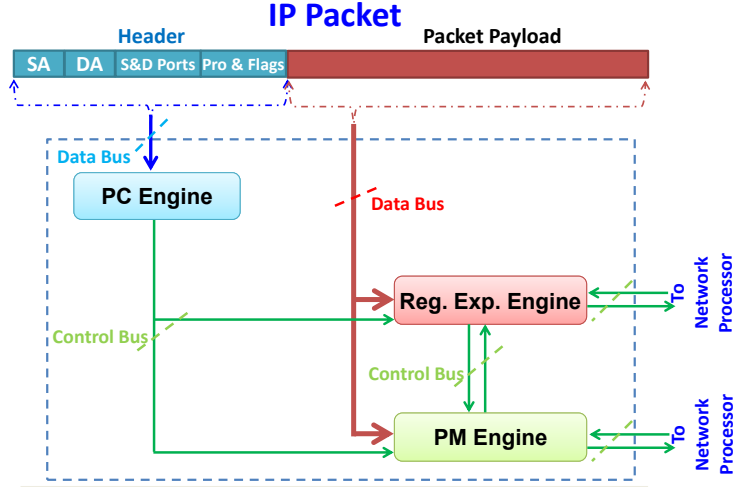 IP Packet
Header
Packet Payload
SA
DA
S&D Ports
Pro & Flags
Data Bus
PC Engine
Data Bus
Reg. Exp. Engine
To
Network
Processor
Control Bus
Control Bus
PM Engine
To
Network
Processor